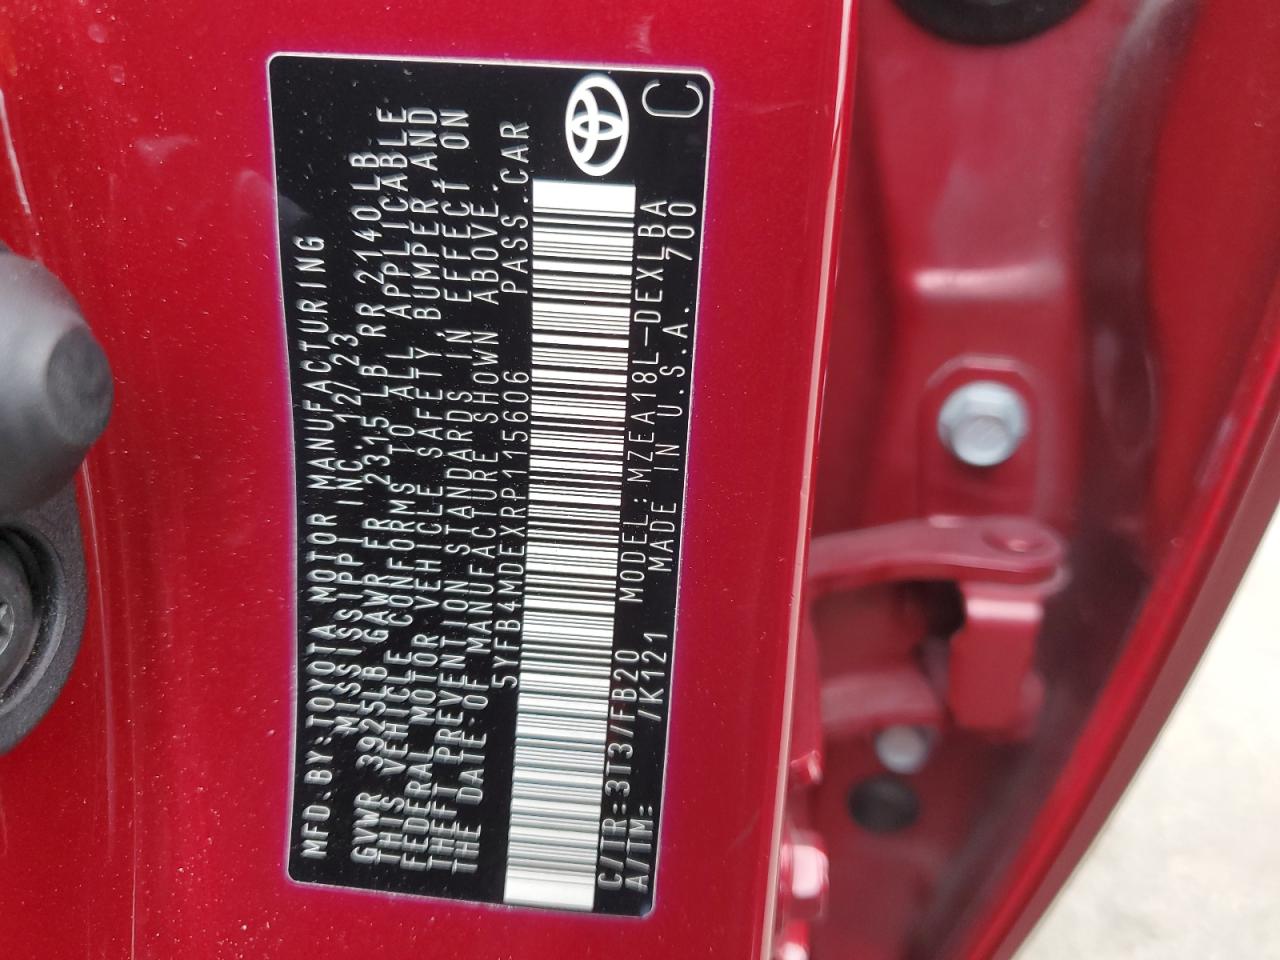 MFD. BY: TOYOTA MOTOR MANUFACTURING
MISSISSIPPI INC 12/23
GVWR 3925LB GAWR FR 2315LB RR 2140LB
THIS VEHICLE CONFORMS TO ALL APPLICABLE
FEDERAL MOTOR VEHICLE SAFETY, BUMPER, AND
THEFT PREVENTION STANDARDS IN EFFECT ON
THE DATE OF MANUFACTURE SHOWN ABOVE.
5YFB4MDEXRP115606 PASS.CAR
C/TR:3T3/FB20 MODEL:MZEA18L-DEXLBA
A/TM: /K121 MADE IN U.S.A. 700
C